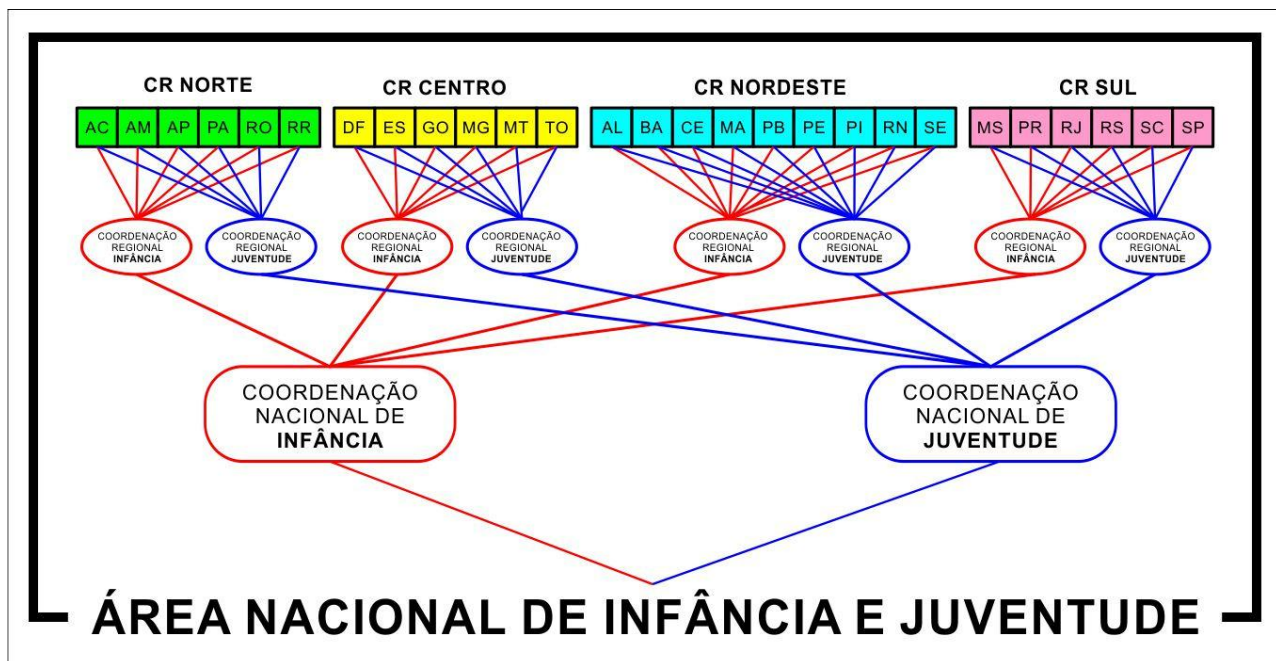 CR NORTE
AC AM AP PA RO RR
CR CENTRO
DF ES GO MG MT TO
CR NORDESTE
AL BA CE MA PB PE PI RN SE
CR SUL
MS PR RJ RS SC SP
COORDENAÇÃO
REGIONAL
INFÂNCIA
COORDENAÇÃO
REGIONAL
JUVENTUDE
COORDENAÇÃO
REGIONAL
INFÂNCIA
COORDENAÇÃO
REGIONAL
JUVENTUDE
COORDENAÇÃO
REGIONAL
INFÂNCIA
COORDENAÇÃO
REGIONAL
JUVENTUDE
COORDENAÇÃO
REGIONAL
INFÂNCIA
COORDENAÇÃO
REGIONAL
JUVENTUDE
COORDENAÇÃO
NACIONAL DE
INFÂNCIA
COORDENAÇÃO
NACIONAL DE
JUVENTUDE
ÁREA NACIONAL DE INFÂNCIA E JUVENTUDE